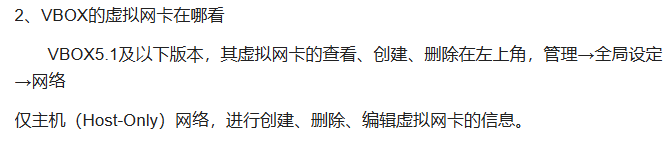 2、VBOX的虚拟网卡在哪看
VBOX5.1及以下版本，其虚拟网卡的查看、创建、删除在左上角，管理→全局设定
→网络
仅主机（Host-Only）网络，进行创建、删除、编辑虚拟网卡的信息。